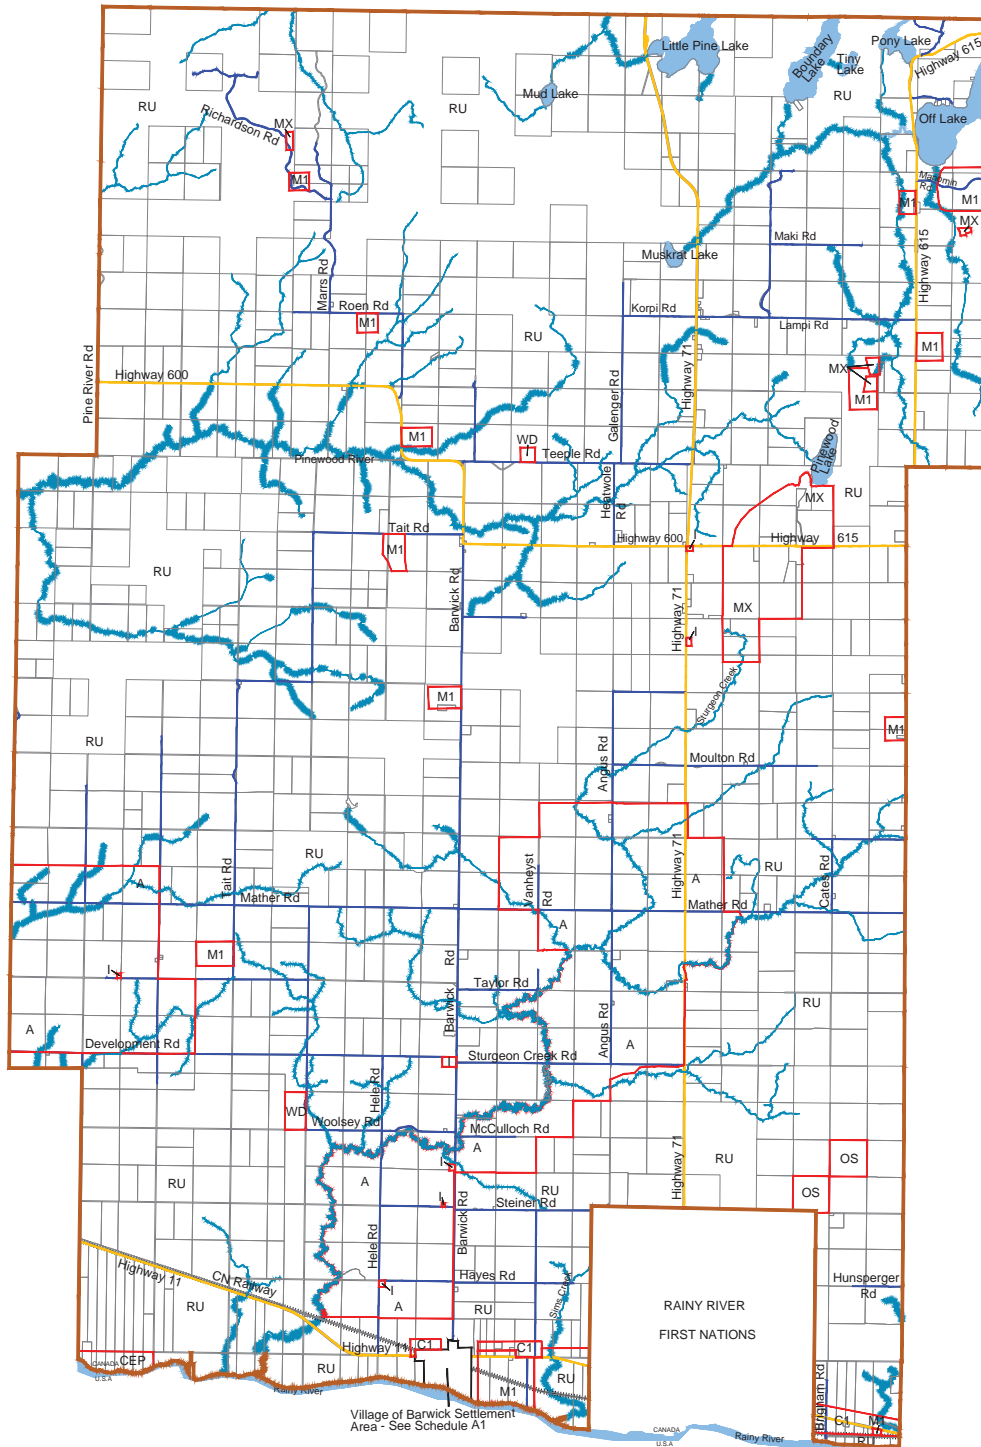 Little Pine Lake
Pony Lake
Highway 615
Boundary
Lake
Tiny
Lake
Mud Lake
RU
RU
RU
Off Lake
Richardson Rd
MX
M1
Manomin
Rd
M1
M1
MX
Maki Rd
Muskrat Lake
Highway 615
Marrs Rd
Roen Rd
M1
Korpi Rd
Lampi Rd
RU
M1
Pine River Rd
Highway 600
Highway 71
Galenger Rd
MX
M1
M1
WD
Teeple Rd
Pinewood River
Pinewood
Lake
Heatwole
Rd
MX
RU
Tait Rd
M1
Highway 600
I
Highway
615
RU
Barwick Rd
Highway 71
I
MX
M1
Sturgeon Creek
RU
M1
Angus Rd
Moulton Rd
RU
Tait Rd
A
Mather Rd
Vanheyst
Rd
Highway 71
A
RU
Cates Rd
Mather Rd
A
M1
I
Barwick
Rd
Taylor Rd
RU
A
Development Rd
Angus Rd
A
I
Sturgeon Creek Rd
Hele Rd
WD
Woolsey Rd
McCulloch Rd
A
RU
OS
Highway 71
OS
RU
A
I
I
RU
Steiner Rd
Barwick Rd
Hele Rd
Highway 11
CN Railway
Hayes Rd
I
A
RU
RU
Sims Creek
Hunsperger
Rd
RAINY RIVER
FIRST NATIONS
Highway 11
C1
C1
CEP
CANADA
U.S.A
RU
RU
M1
Rainy River
Village of Barwick Settlement
Area - See Schedule A1
Brigham Rd
C1
M1
RU
CANADA
U.S.A
Rainy River